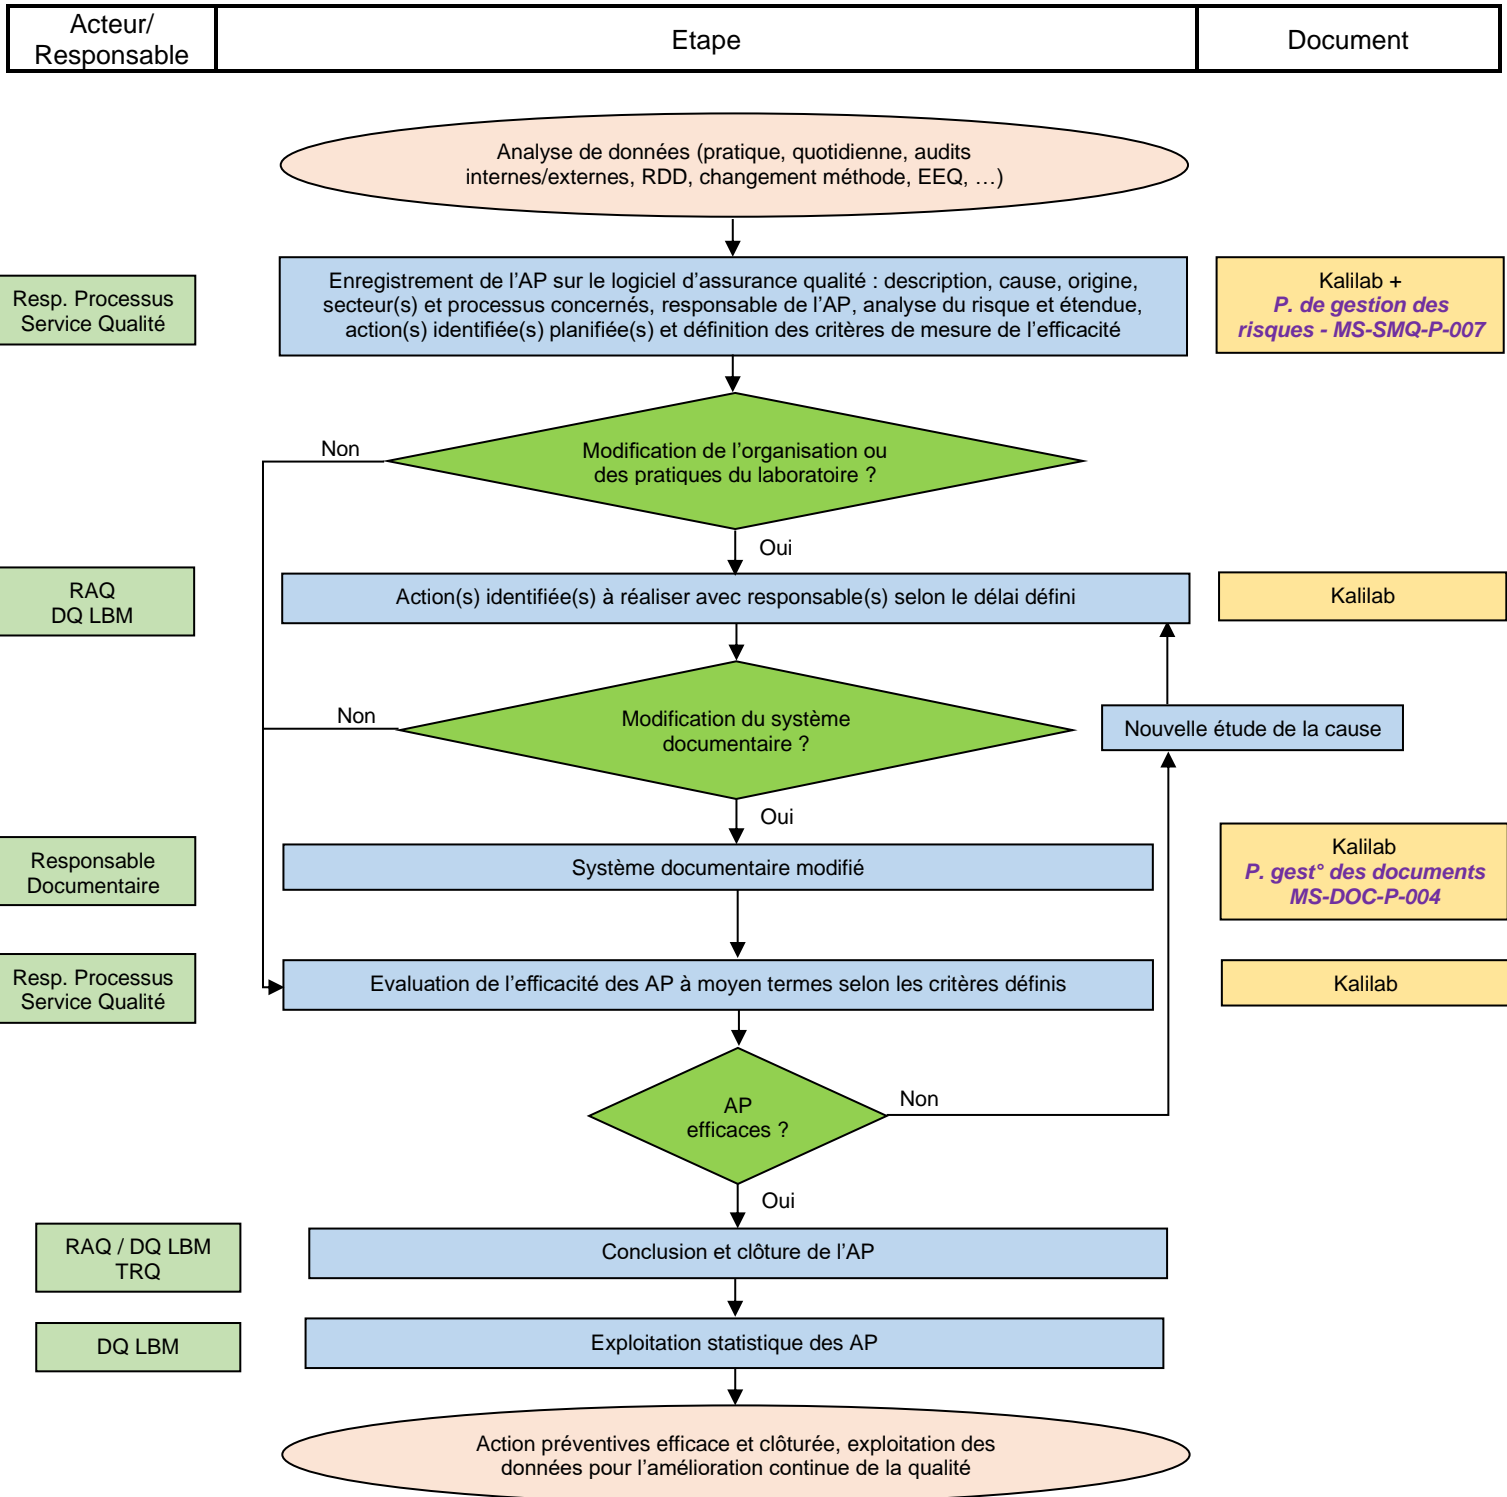 Acteur/
Responsable
Etape
Document
Analyse de données (pratique, quotidienne, audits
internes/externes, RDD, changement méthode, EEQ, …)
Resp. Processus
Service Qualité
Enregistrement de l’AP sur le logiciel d’assurance qualité : description, cause, origine,
secteur(s) et processus concernés, responsable de l’AP, analyse du risque et étendue,
action(s) identifiée(s) planifiée(s) et définition des critères de mesure de l’efficacité
Kalilab +
P. de gestion des
risques - MS-SMQ-P-007
Non
Modification de l’organisation ou
des pratiques du laboratoire ?
Oui
RAQ
DQ LBM
Action(s) identifiée(s) à réaliser avec responsable(s) selon le délai défini
Kalilab
Non
Modification du système
documentaire ?
Nouvelle étude de la cause
Oui
Responsable
Documentaire
Système documentaire modifié
Kalilab
P. gest° des documents
MS-DOC-P-004
Resp. Processus
Service Qualité
Evaluation de l’efficacité des AP à moyen termes selon les critères définis
Kalilab
AP
efficaces ?
Non
Oui
RAQ / DQ LBM
TRQ
Conclusion et clôture de l’AP
DQ LBM
Exploitation statistique des AP
Action préventives efficace et clôturée, exploitation des
données pour l’amélioration continue de la qualité